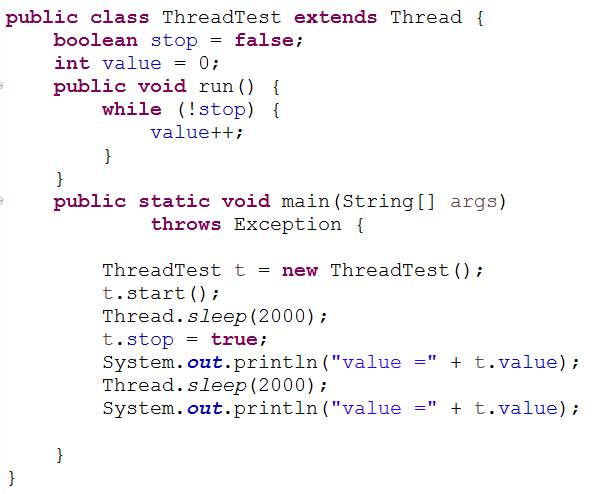 public class ThreadTest extends Thread {
    boolean stop = false;
    int value = 0;
    public void run() {
        while (!stop) {
            value++;
        }
    }
    public static void main(String[] args)
            throws Exception {

        ThreadTest t = new ThreadTest();
        t.start();
        Thread.sleep(2000);
        t.stop = true;
        System.out.println("value =" + t.value);
        Thread.sleep(2000);
        System.out.println("value =" + t.value);

    }
}